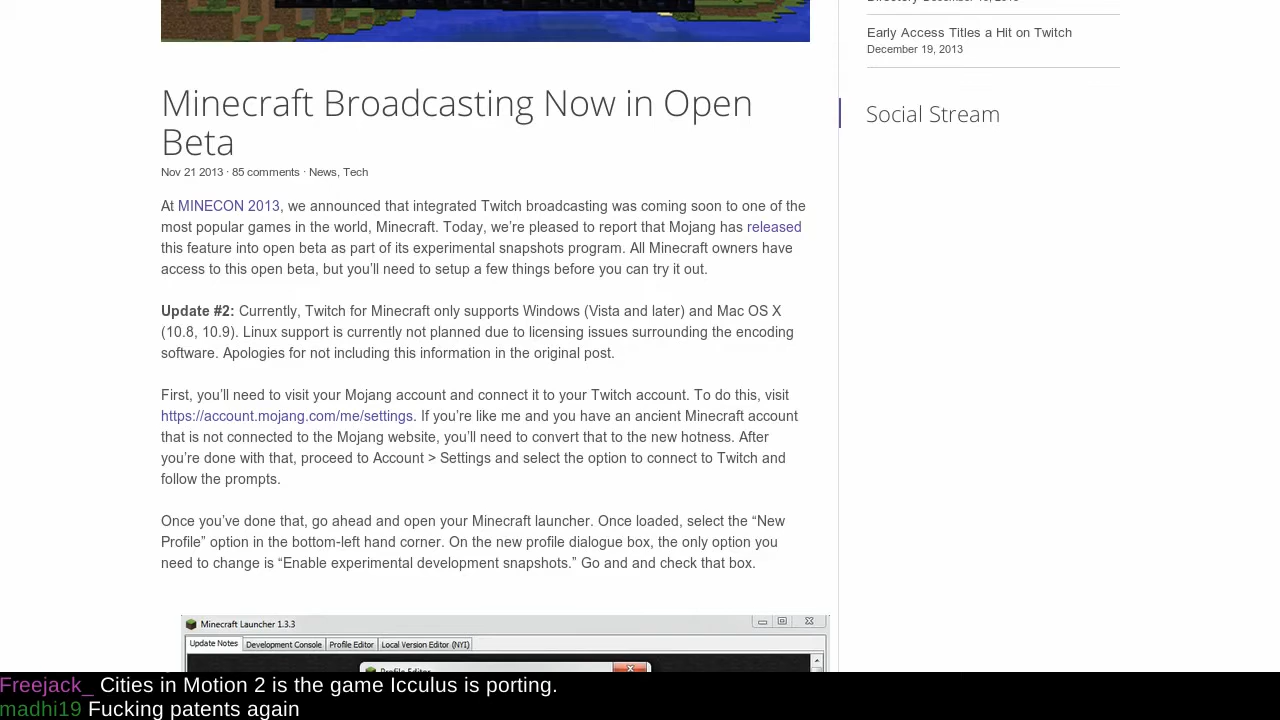 Early Access Titles a Hit on Twitch
December 19, 2013
Social Stream
Minecraft Broadcasting Now in Open
Beta
Nov 21 2013 · 85 comments · News, Tech
At MINECON 2013, we announced that integrated Twitch broadcasting was coming soon to one of the
most popular games in the world, Minecraft. Today, we’re pleased to report that Mojang has released
this feature into open beta as part of its experimental snapshots program. All Minecraft owners have
access to this open beta, but you’ll need to setup a few things before you can try it out.
Update #2: Currently, Twitch for Minecraft only supports Windows (Vista and later) and Mac OS X
(10.8, 10.9). Linux support is currently not planned due to licensing issues surrounding the encoding
software. Apologies for not including this information in the original post.
First, you’ll need to visit your Mojang account and connect it to your Twitch account. To do this, visit
https://account.mojang.com/me/settings. If you’re like me and you have an ancient Minecraft account
that is not connected to the Mojang website, you’ll need to convert that to the new hotness. After
you’re done with that, proceed to Account > Settings and select the option to connect to Twitch and
follow the prompts.
Once you’ve done that, go ahead and open your Minecraft launcher. Once loaded, select the “New
Profile” option in the bottom-left hand corner. On the new profile dialogue box, the only option you
need to change is “Enable experimental development snapshots.” Go and and check that box.
Minecraft Launcher 1.3.3
Update Notes Development Console Profile Editor Local Version Editor (NYI)
Freejack_ Cities in Motion 2 is the game Icculus is porting.
madhi19 Fucking patents again